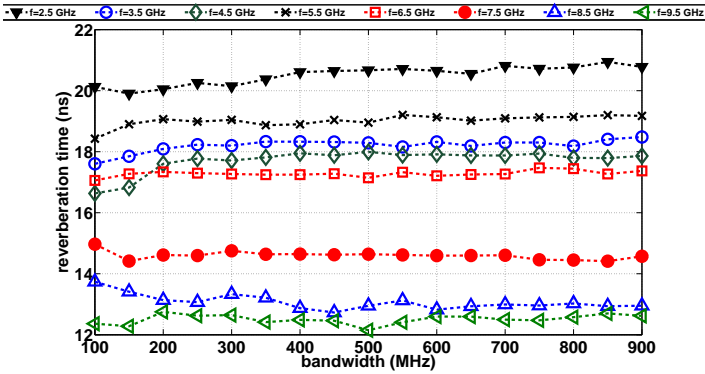 f=2.5 GHz f=3.5 GHz f=4.5 GHz f=5.5 GHz f=6.5 GHz f=7.5 GHz f=8.5 GHz f=9.5 GHz
22
20
18
16
14
12
reverberation time (ns)
100 200 300 400 500 600 700 800 900
bandwidth (MHz)